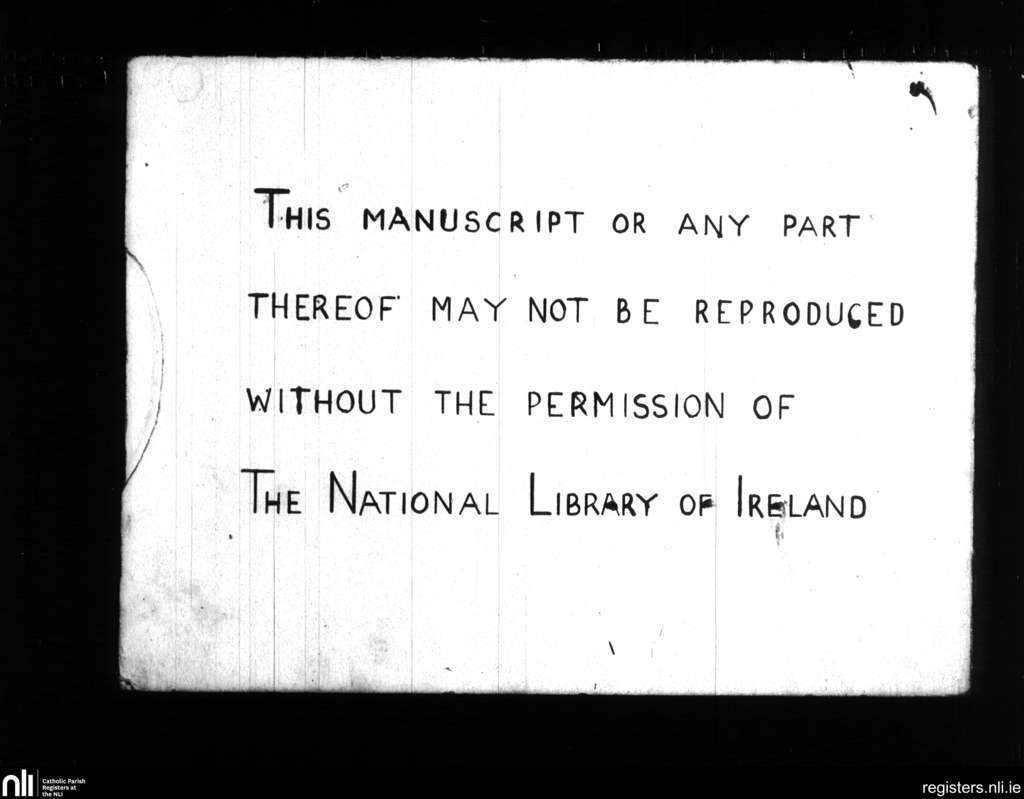 THIS MANUSCRIPT OR ANY PART
THEREOF MAY NOT BE REPRODUCED
WITHOUT THE PERMISSION OF
THE NATIONAL LIBRARY OF IRELAND
nli
Catholic Parish
Registers at
the NLI
registers.nli.ie